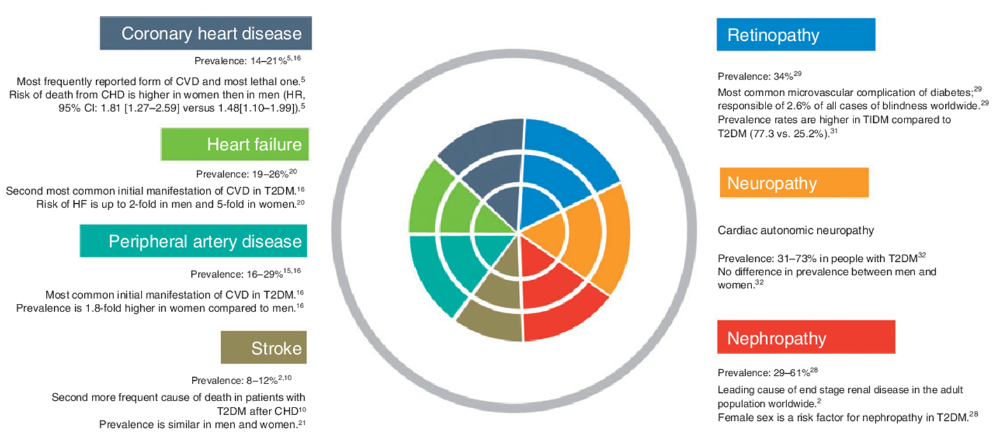 Coronary heart disease
Prevalence: 14–21%5,16
Most frequently reported form of CVD and most lethal one.5
Risk of death from CHD is higher in women then in men (HR,
95% CI: 1.81 [1.27–2.59] versus 1.48[1.10–1.99]).5
Heart failure
Prevalence: 19–26%20
Second most common initial manifestation of CVD in T2DM.16
Risk of HF is up to 2-fold in men and 5-fold in women.20
Peripheral artery disease
Prevalence: 16–29%15,16
Most common initial manifestation of CVD in T2DM.16
Prevalence is 1.8-fold higher in women compared to men.16
Stroke
Prevalence: 8–12%2,10
Second more frequent cause of death in patients with
T2DM after CHD10
Prevalence is similar in men and women.21
Retinopathy
Prevalence: 34%29
Most common microvascular complication of diabetes;29
responsible of 2.6% of all cases of blindness worldwide.29
Prevalence rates are higher in TIDM compared to
T2DM (77.3 vs. 25.2%).31
Neuropathy
Cardiac autonomic neuropathy
Prevalence: 31–73% in people with T2DM32
No difference in prevalence between men and
women.32
Nephropathy
Prevalence: 29–61%28
Leading cause of end stage renal disease in the adult
population worldwide.2
Female sex is a risk factor for nephropathy in T2DM.28